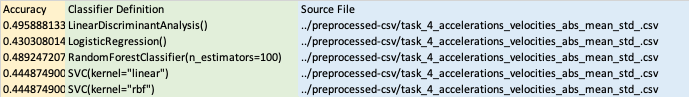 Accuracy Classifier Definition Source File
0.495888133 LinearDiscriminantAnalysis() ../preprocessed-csv/task_4_accelerations_velocities_abs_mean_std_.csv
0.430308014 LogisticRegression() ../preprocessed-csv/task_4_accelerations_velocities_abs_mean_std_.csv
0.489247207 RandomForestClassifier(n_estimators=100) ../preprocessed-csv/task_4_accelerations_velocities_abs_mean_std_.csv
0.444874900 SVC(kernel="linear") ../preprocessed-csv/task_4_accelerations_velocities_abs_mean_std_.csv
0.444874900 SVC(kernel="rbf") ../preprocessed-csv/task_4_accelerations_velocities_abs_mean_std_.csv